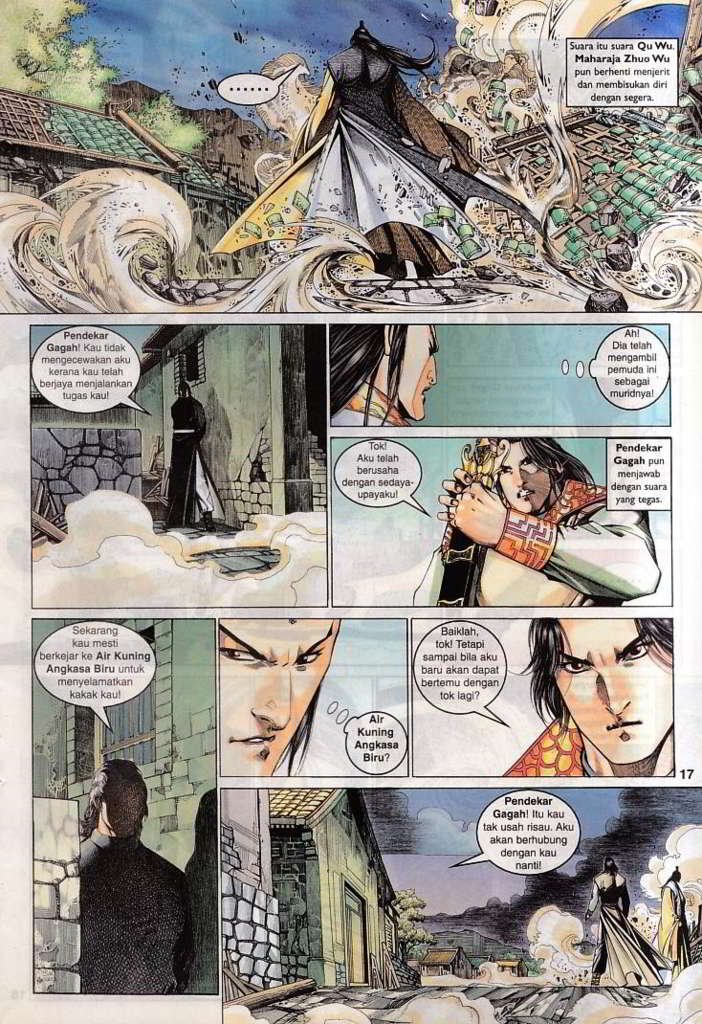 Suara itu suara Qu Wu.
Maharaja Zhuo Wu
pun berhenti menjerit
dan membisukan diri
dengan segera.
......
Pendekar
Gagah! Kau tidak
mengecewakan aku
kerana kau telah
berjaya menjalankan
tugas kau!
Ah!
Dia telah
mengambil
pemuda ini
sebagai
muridnya!
Tok!
Aku telah
berusaha
dengan sedaya-
upayaku!
Pendekar
Gagah pun
menjawab
dengan suara
yang tegas.
Sekarang
kau mesti
berkejar ke Air Kuning
Angkasa Biru untuk
menyelamatkan
kakak kau!
Air
Kuning
Angkasa
Biru?
Baiklah,
tok! Tetapi
sampai bila aku
baru akan dapat
bertemu dengan
tok lagi?
17
Pendekar
Gagah! Itu kau
tak usah risau. Aku
akan berhubung
dengan kau
nanti!